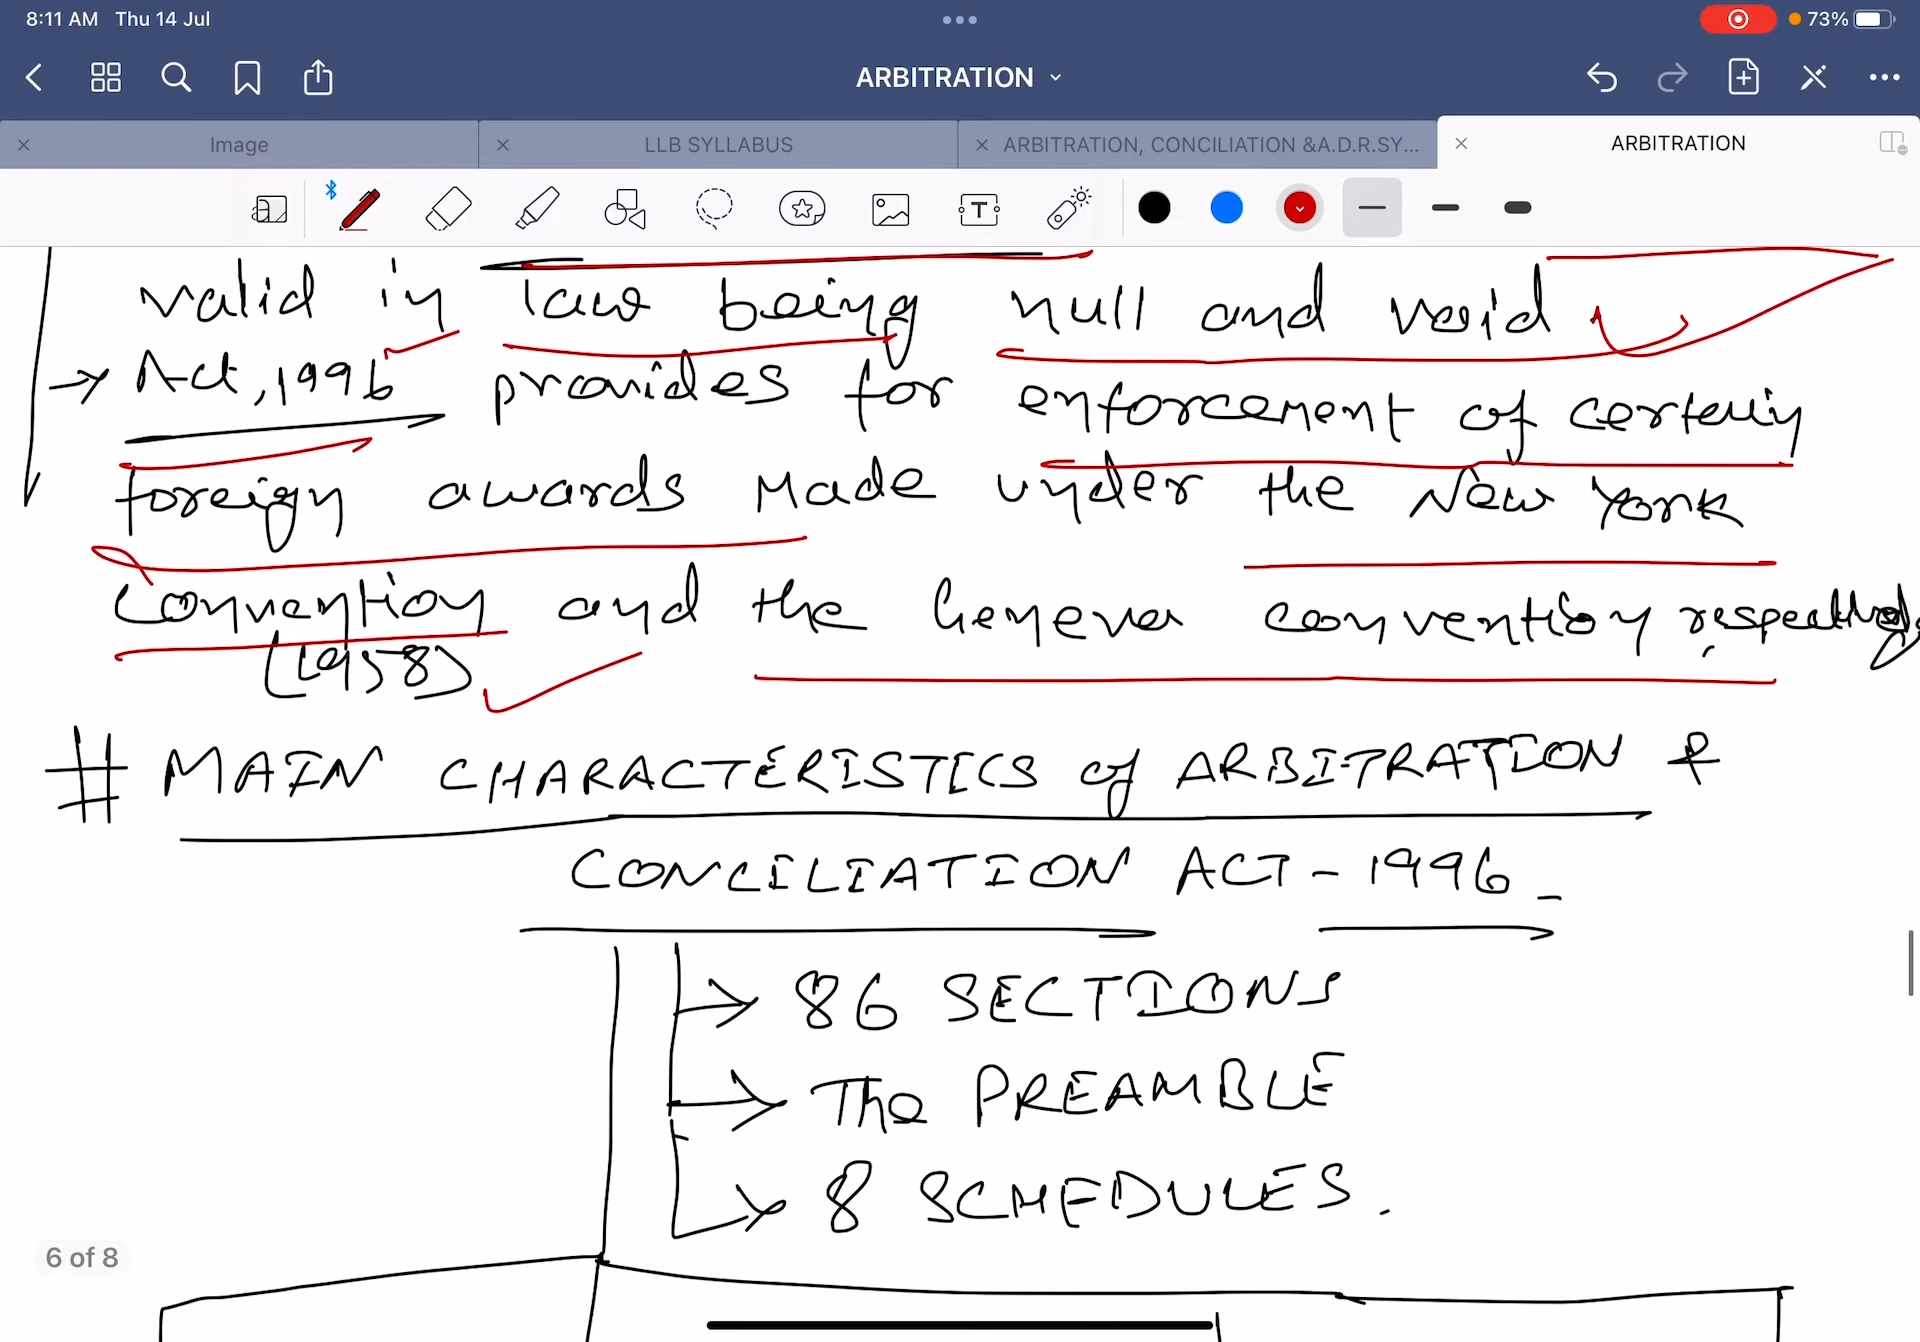 8:11 AM Thu 14 Jul
73%
ARBITRATION
Image
LLB SYLLABUS
ARBITRATION, CONCILIATION &A.D.R.SY...
ARBITRATION
valid in law being null and void
→ Act, 1996 provides for enforcement of certain
foreign awards made under the New York
Convention and the Geneva convention respectively
(1958)
# MAIN CHARACTERISTICS of ARBITRATION &
CONCILIATION ACT - 1996 -
→ 86 SECTIONS
→ The PREAMBLE
→ 8 SCHEDULES.
6 of 8